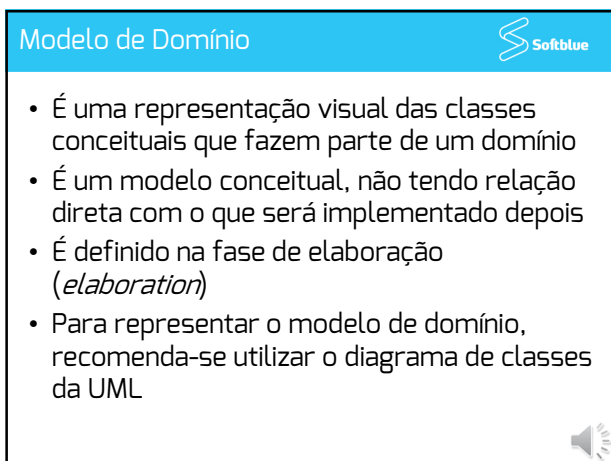 Modelo de Domínio
Softblue
• É uma representação visual das classes
conceituais que fazem parte de um domínio
• É um modelo conceitual, não tendo relação
direta com o que será implementado depois
• É definido na fase de elaboração
(elaboration)
• Para representar o modelo de domínio,
recomenda-se utilizar o diagrama de classes
da UML